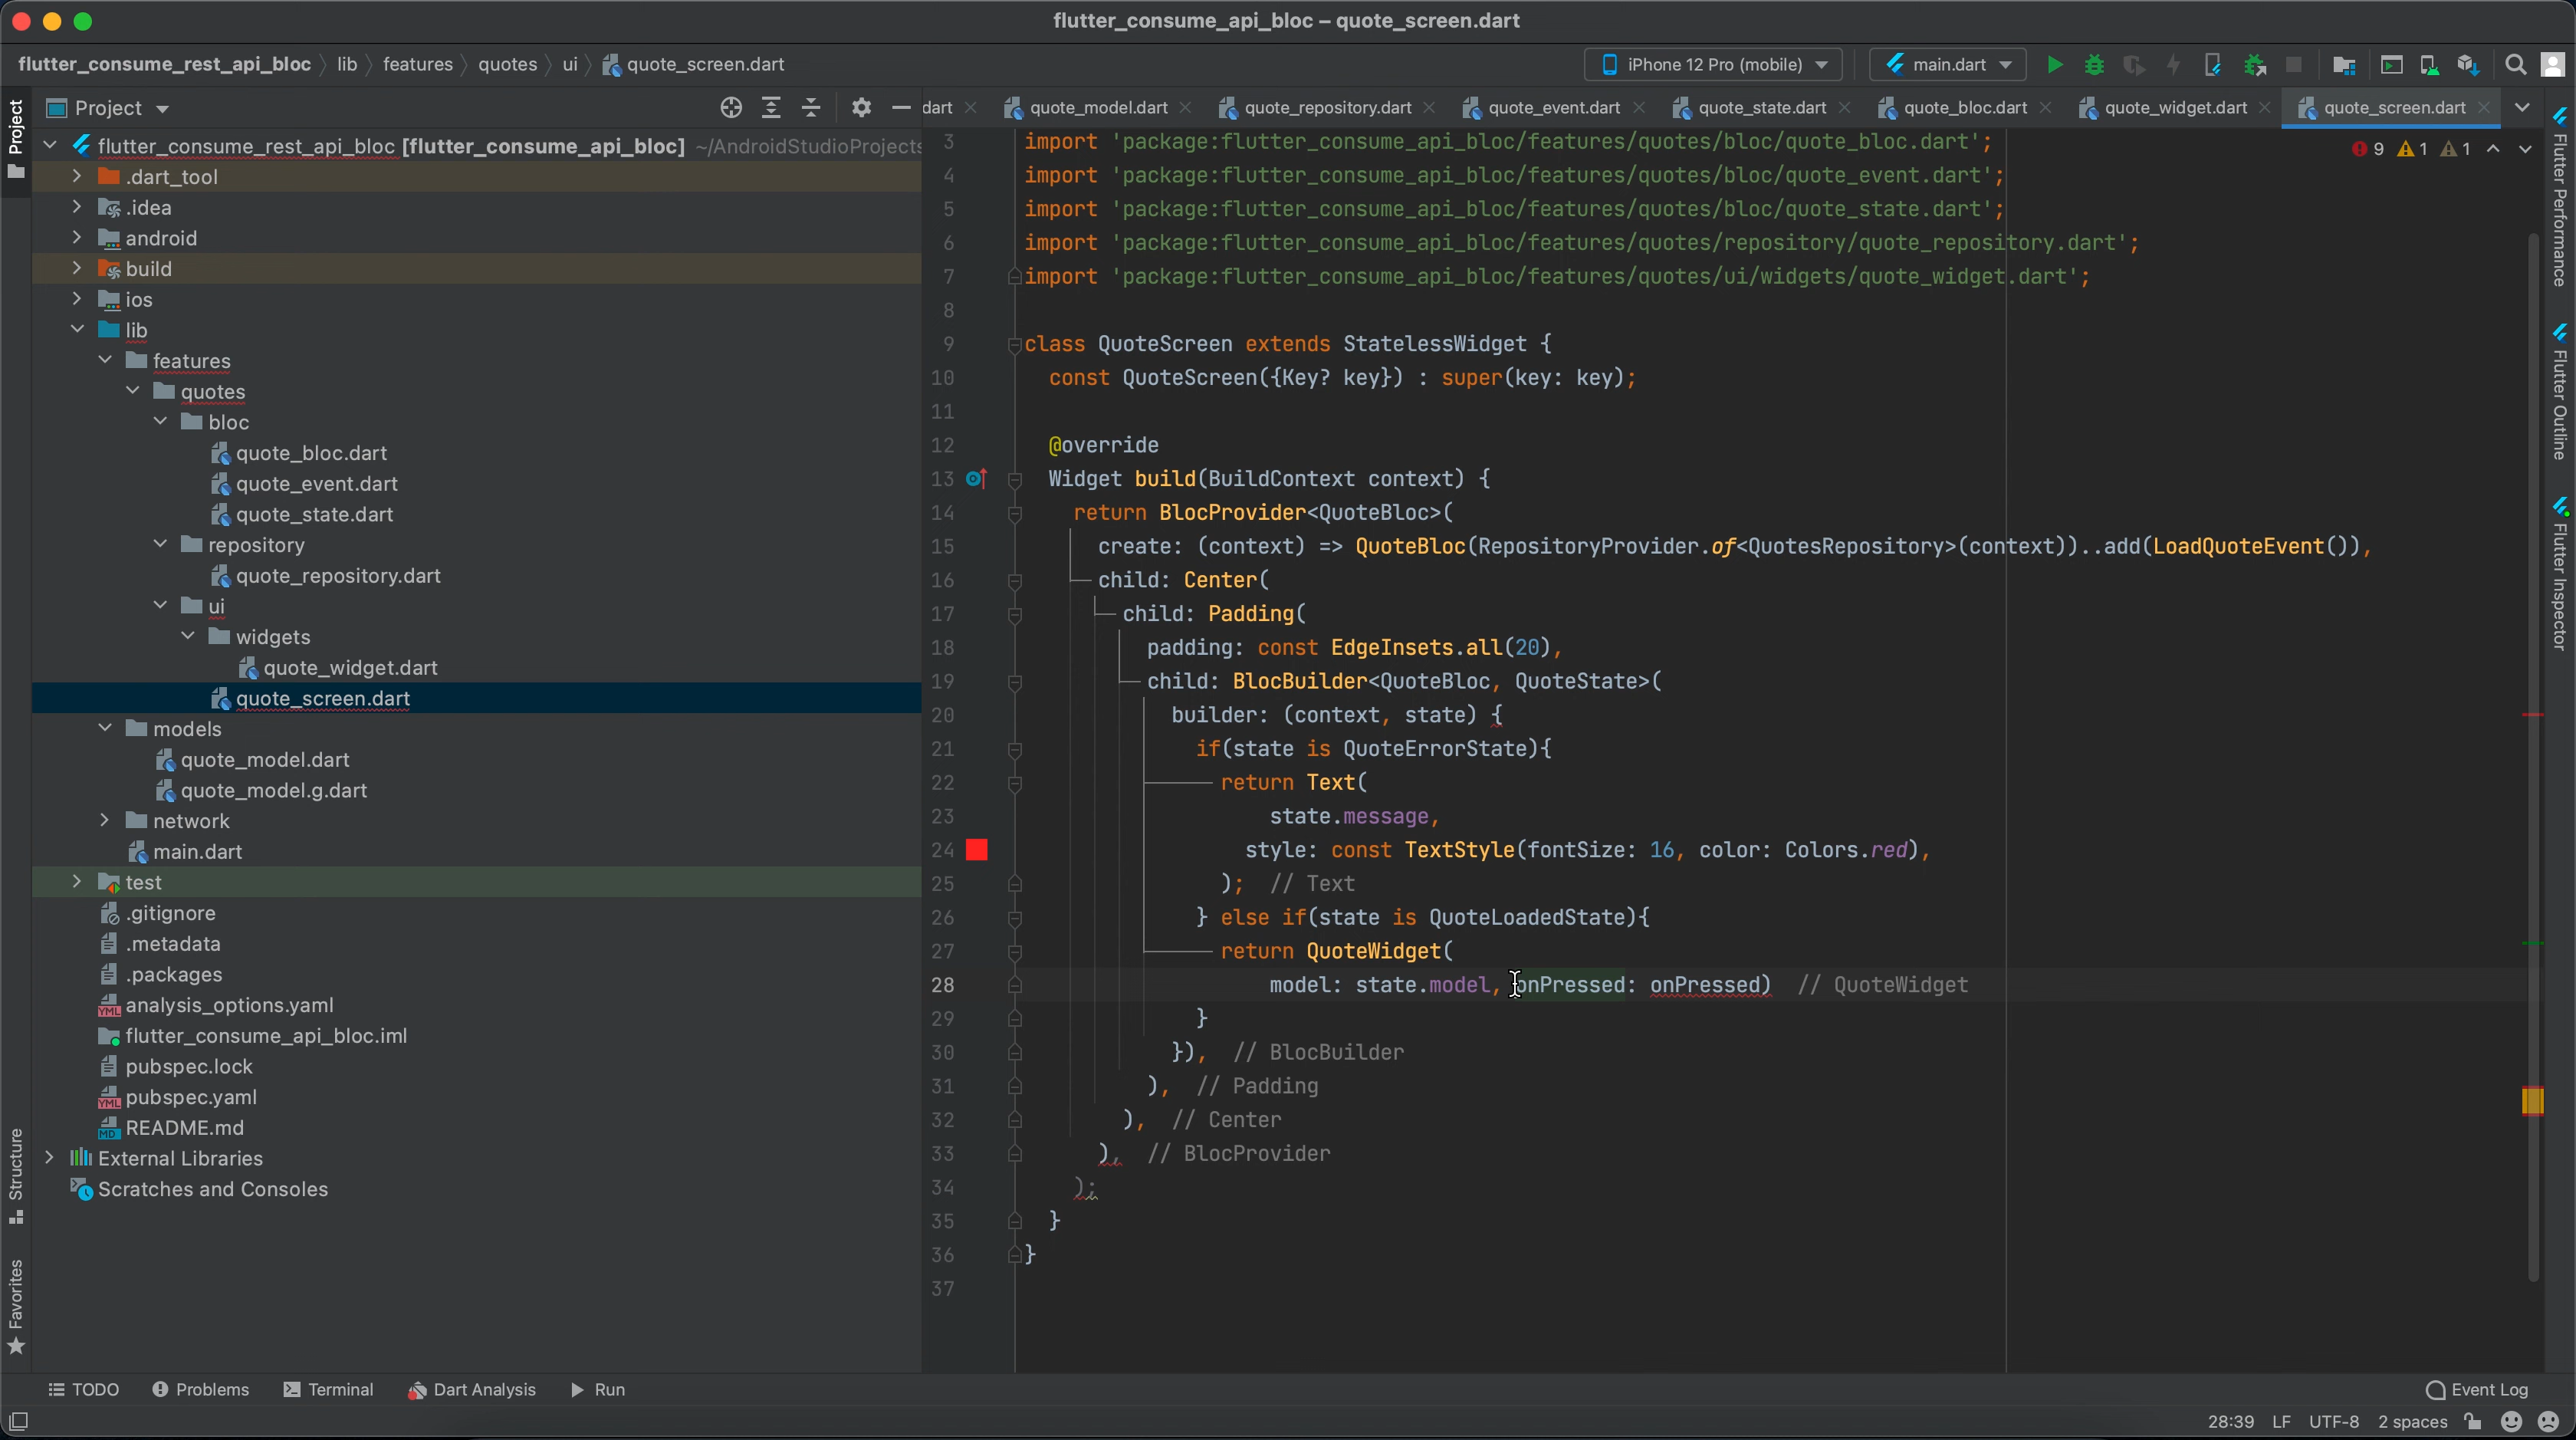 flutter_consume_api_bloc – quote_screen.dart
flutter_consume_rest_api_bloc lib features quotes ui quote_screen.dart
iPhone 12 Pro (mobile) main.dart
Project
dart quote_model.dart quote_repository.dart quote_event.dart quote_state.dart quote_bloc.dart quote_widget.dart quote_screen.dart
Project
Structure
Favorites
flutter_consume_rest_api_bloc [flutter_consume_api_bloc] ~/AndroidStudioProjects
.dart_tool
.idea
android
build
ios
lib
features
quotes
bloc
quote_bloc.dart
quote_event.dart
quote_state.dart
repository
quote_repository.dart
ui
widgets
quote_widget.dart
quote_screen.dart
models
quote_model.dart
quote_model.g.dart
network
main.dart
test
.gitignore
.metadata
.packages
analysis_options.yaml
flutter_consume_api_bloc.iml
pubspec.lock
pubspec.yaml
README.md
External Libraries
Scratches and Consoles
9 1 1
3 import 'package:flutter_consume_api_bloc/features/quotes/bloc/quote_bloc.dart';
4 import 'package:flutter_consume_api_bloc/features/quotes/bloc/quote_event.dart';
5 import 'package:flutter_consume_api_bloc/features/quotes/bloc/quote_state.dart';
6 import 'package:flutter_consume_api_bloc/features/quotes/repository/quote_repository.dart';
7 import 'package:flutter_consume_api_bloc/features/quotes/ui/widgets/quote_widget.dart';
8
9 class QuoteScreen extends StatelessWidget {
10 const QuoteScreen({Key? key}) : super(key: key);
11
12 @override
13 Widget build(BuildContext context) {
14 return BlocProvider<QuoteBloc>(
15 create: (context) => QuoteBloc(RepositoryProvider.of<QuotesRepository>(context))..add(LoadQuoteEvent()),
16 child: Center(
17 child: Padding(
18 padding: const EdgeInsets.all(20),
19 child: BlocBuilder<QuoteBloc, QuoteState>(
20 builder: (context, state) {
21 if(state is QuoteErrorState){
22 return Text(
23 state.message,
24 style: const TextStyle(fontSize: 16, color: Colors.red),
25 ); // Text
26 } else if(state is QuoteLoadedState){
27 return QuoteWidget(
28 model: state.model, onPressed: onPressed) // QuoteWidget
29 }
30 }), // BlocBuilder
31 ), // Padding
32 ), // Center
33 ), // BlocProvider
34 );
35 }
36 }
37
Flutter Performance
Flutter Outline
Flutter Inspector
TODO Problems Terminal Dart Analysis Run Event Log
28:39 LF UTF-8 2 spaces